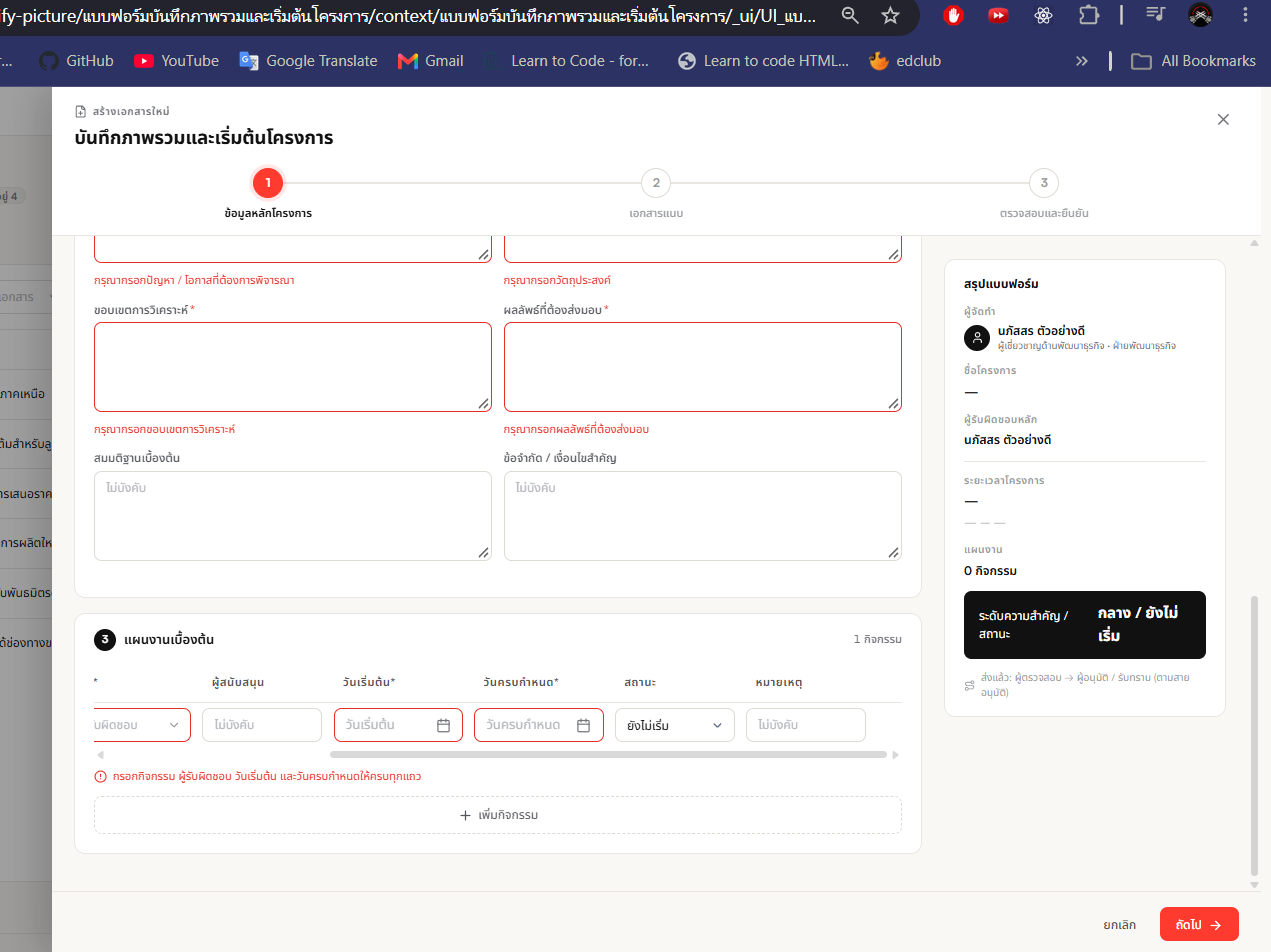 fy-picture/แบบฟอร์มบันทึกภาพรวมและเริ่มต้นโครงการ/context/แบบฟอร์มบันทึกภาพรวมและเริ่มต้นโครงการ/_ui/UI_แบ...
GitHub YouTube Google Translate Gmail Learn to Code - for... Learn to code HTML... edclub » All Bookmarks
สร้างเอกสารใหม่
บันทึกภาพรวมและเริ่มต้นโครงการ
1 2 3
ข้อมูลหลักโครงการ เอกสารแนบ ตรวจสอบและยืนยัน
อยู่ 4
เอกสาร
ภาคเหนือ
การผลิตให
กรุณากรอกปัญหา / โอกาสที่ต้องการพิจารณา กรุณากรอกวัตถุประสงค์
ขอบเขตการวิเคราะห์* ผลลัพธ์ที่ต้องส่งมอบ*
กรุณากรอกขอบเขตการวิเคราะห์ กรุณากรอกผลลัพธ์ที่ต้องส่งมอบ
สมมติฐานเบื้องต้น ข้อจำกัด / เงื่อนไขสำคัญ
ไม่บังคับ ไม่บังคับ
3 แผนงานเบื้องต้น 1 กิจกรรม
* ผู้สนับสนุน วันเริ่มต้น* วันครบกำหนด* สถานะ หมายเหตุ
บผิดชอบ ไม่บังคับ วันเริ่มต้น วันครบกำหนด ยังไม่เริ่ม ไม่บังคับ
กรอกกิจกรรม ผู้รับผิดชอบ วันเริ่มต้น และวันครบกำหนดให้ครบทุกแถว
+ เพิ่มกิจกรรม
สรุปแบบฟอร์ม
ผู้จัดทำ
นภัสสร ตัวอย่างดี
ผู้เชี่ยวชาญด้านพัฒนาธุรกิจ - ฝ่ายพัฒนาธุรกิจ
ชื่อโครงการ
—
ผู้รับผิดชอบหลัก
นภัสสร ตัวอย่างดี
ระยะเวลาโครงการ
—
— — —
แผนงาน
0 กิจกรรม
ระดับความสำคัญ / สถานะ
กลาง / ยังไม่เริ่ม
ส่งแล้ว: ผู้ตรวจสอบ → ผู้อนุมัติ / รับทราบ (ตามสาย
อนุมัติ)
ยกเลิก ถัดไป →